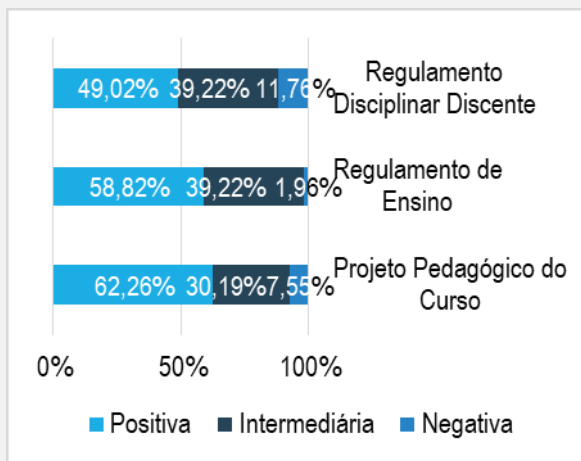 49,02% 39,22% 11,76% Regulamento
Disciplinar Discente
58,82% 39,22% 1,96% Regulamento de
Ensino
62,26% 30,19% 7,55% Projeto Pedagógico do
Curso
0% 50% 100%
Positiva Intermediária Negativa